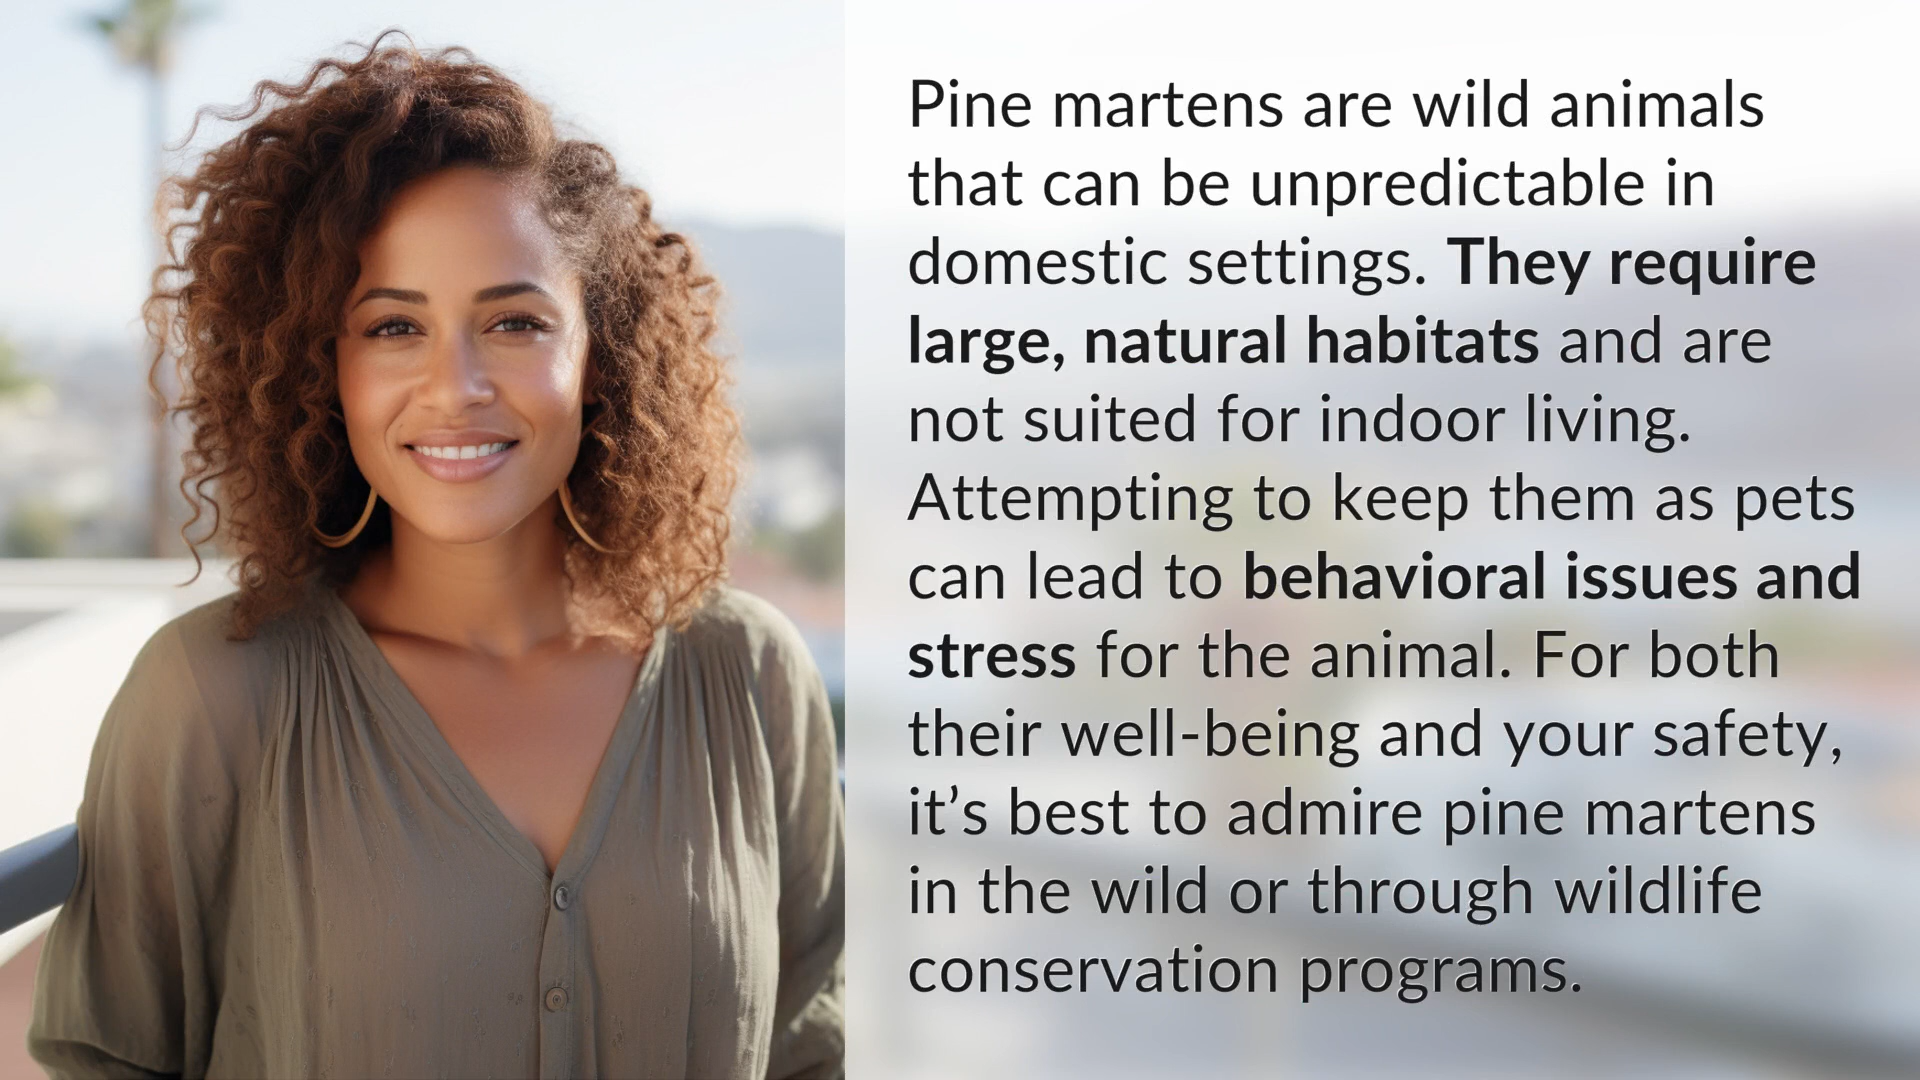 Pine martens are wild animals
that can be unpredictable in
domestic settings. They require
large, natural habitats and are
not suited for indoor living.
Attempting to keep them as pets
can lead to behavioral issues and
stress for the animal. For both
their well-being and your safety,
it’s best to admire pine martens
in the wild or through wildlife
conservation programs.